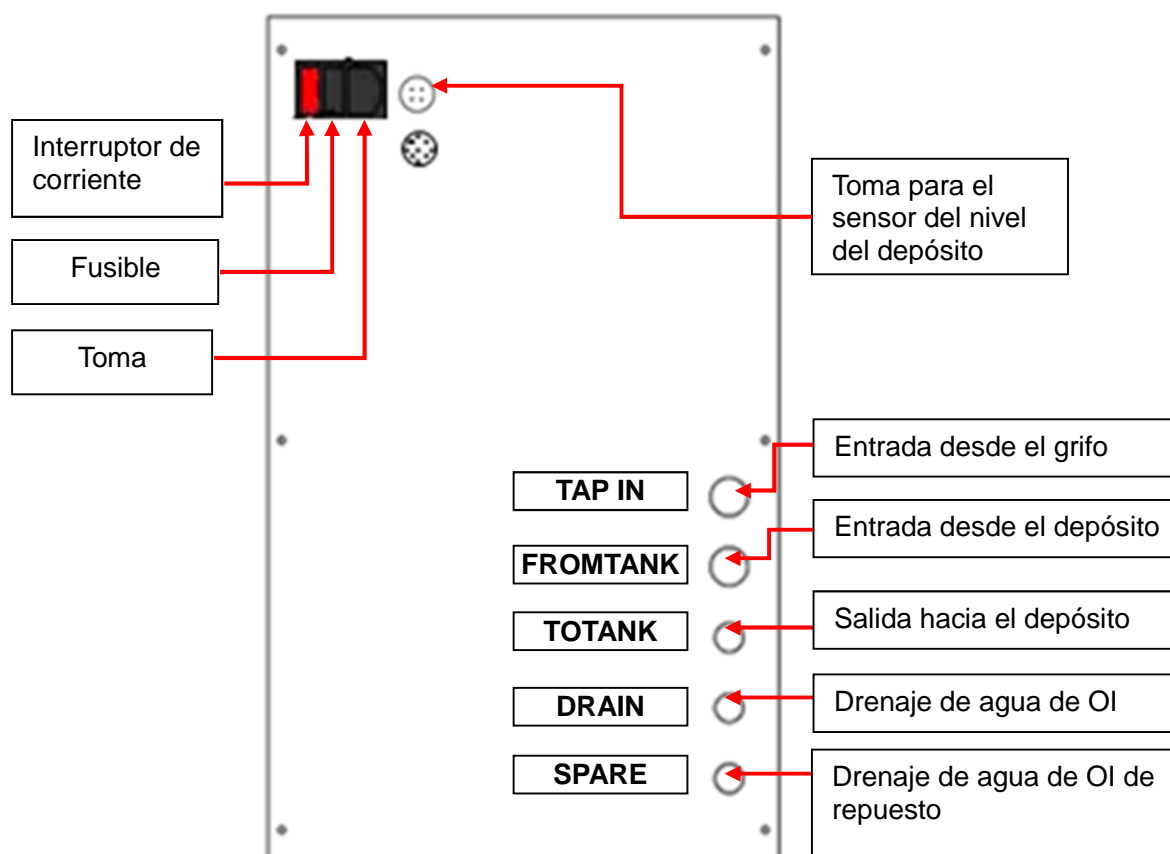 Interruptor de
corriente
Fusible
Toma
Toma para el
sensor del nivel
del depósito
TAP IN
Entrada desde el grifo
FROMTANK
Entrada desde el depósito
TOTANK
Salida hacia el depósito
DRAIN
Drenaje de agua de OI
SPARE
Drenaje de agua de OI de
repuesto